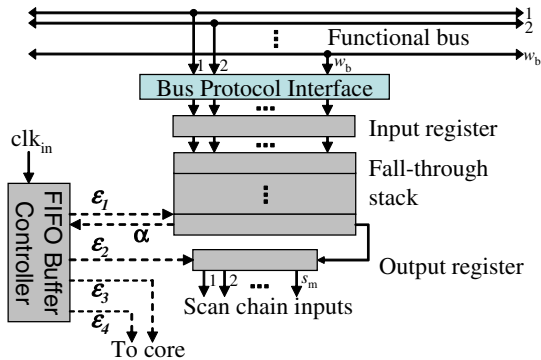 1
2
Functional bus
w_b
1 2 w_b
Bus Protocol Interface
Input register
clk_in
Fall-through
stack
ε_1
α
FIFO Buffer
Controller
ε_2
Output register
ε_3
1 2 s_m
ε_4
Scan chain inputs
To core